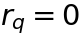 r_q = 0